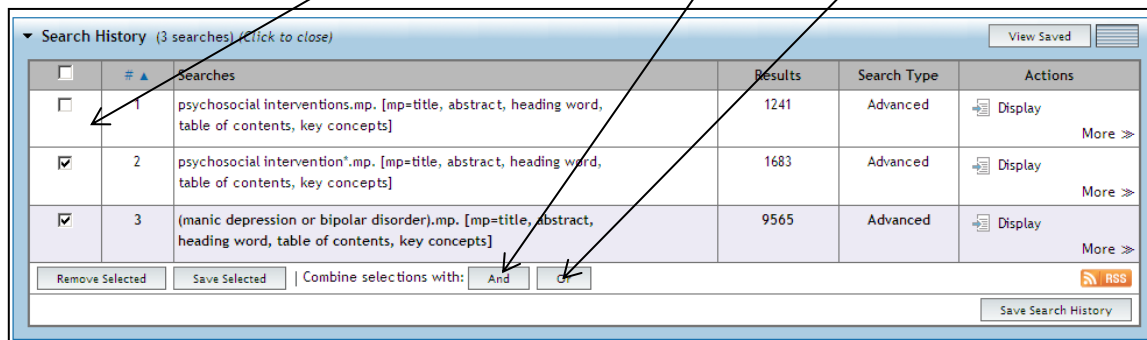 ▼ Search History (3 searches) (Click to close) View Saved
# ▲ Searches Results Search Type Actions
1 psychosocial interventions.mp. [mp=title, abstract, heading word, 1241 Advanced Display
table of contents, key concepts]
More ≫
2 psychosocial intervention*.mp. [mp=title, abstract, heading word, 1683 Advanced Display
table of contents, key concepts]
More ≫
3 (manic depression or bipolar disorder).mp. [mp=title, abstract, 9565 Advanced Display
heading word, table of contents, key concepts]
More ≫
Remove Selected Save Selected | Combine selections with: And Or RSS
Save Search History